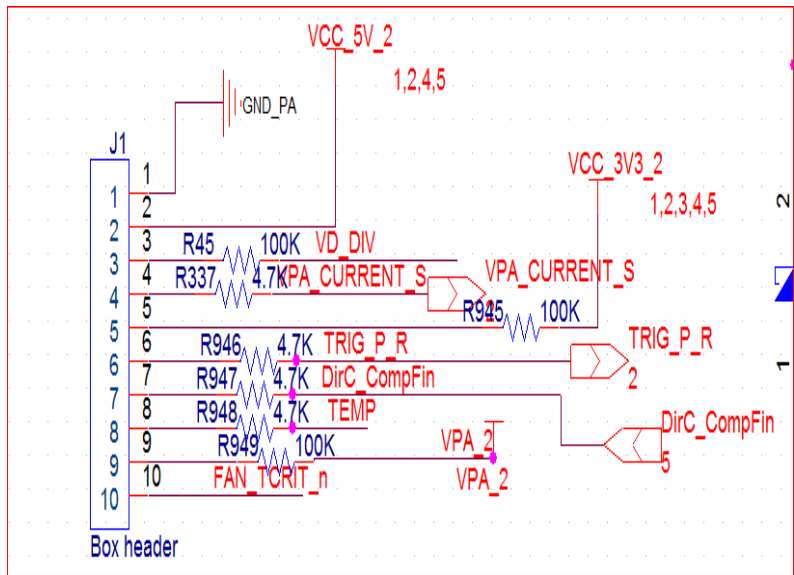 VCC_5V_2
1,2,4,5
GND_PA
J1
VCC_3V3_2
1,2,3,4,5
1
1
2
2
3
3
R45
100K
VD_DIV
4
4
R337
4.7K
VPA_CURRENT_S
VPA_CURRENT_S
5
5
R945
100K
6
6
R946
4.7K
TRIG_P_R
TRIG_P_R
2
7
7
R947
4.7K
DirC_CompFin
DirC_CompFin
5
8
8
R948
4.7K
TEMP
9
9
R949
100K
VPA_2
VPA_2
10
10
FAN_TCRIT_n
Box header
2
1